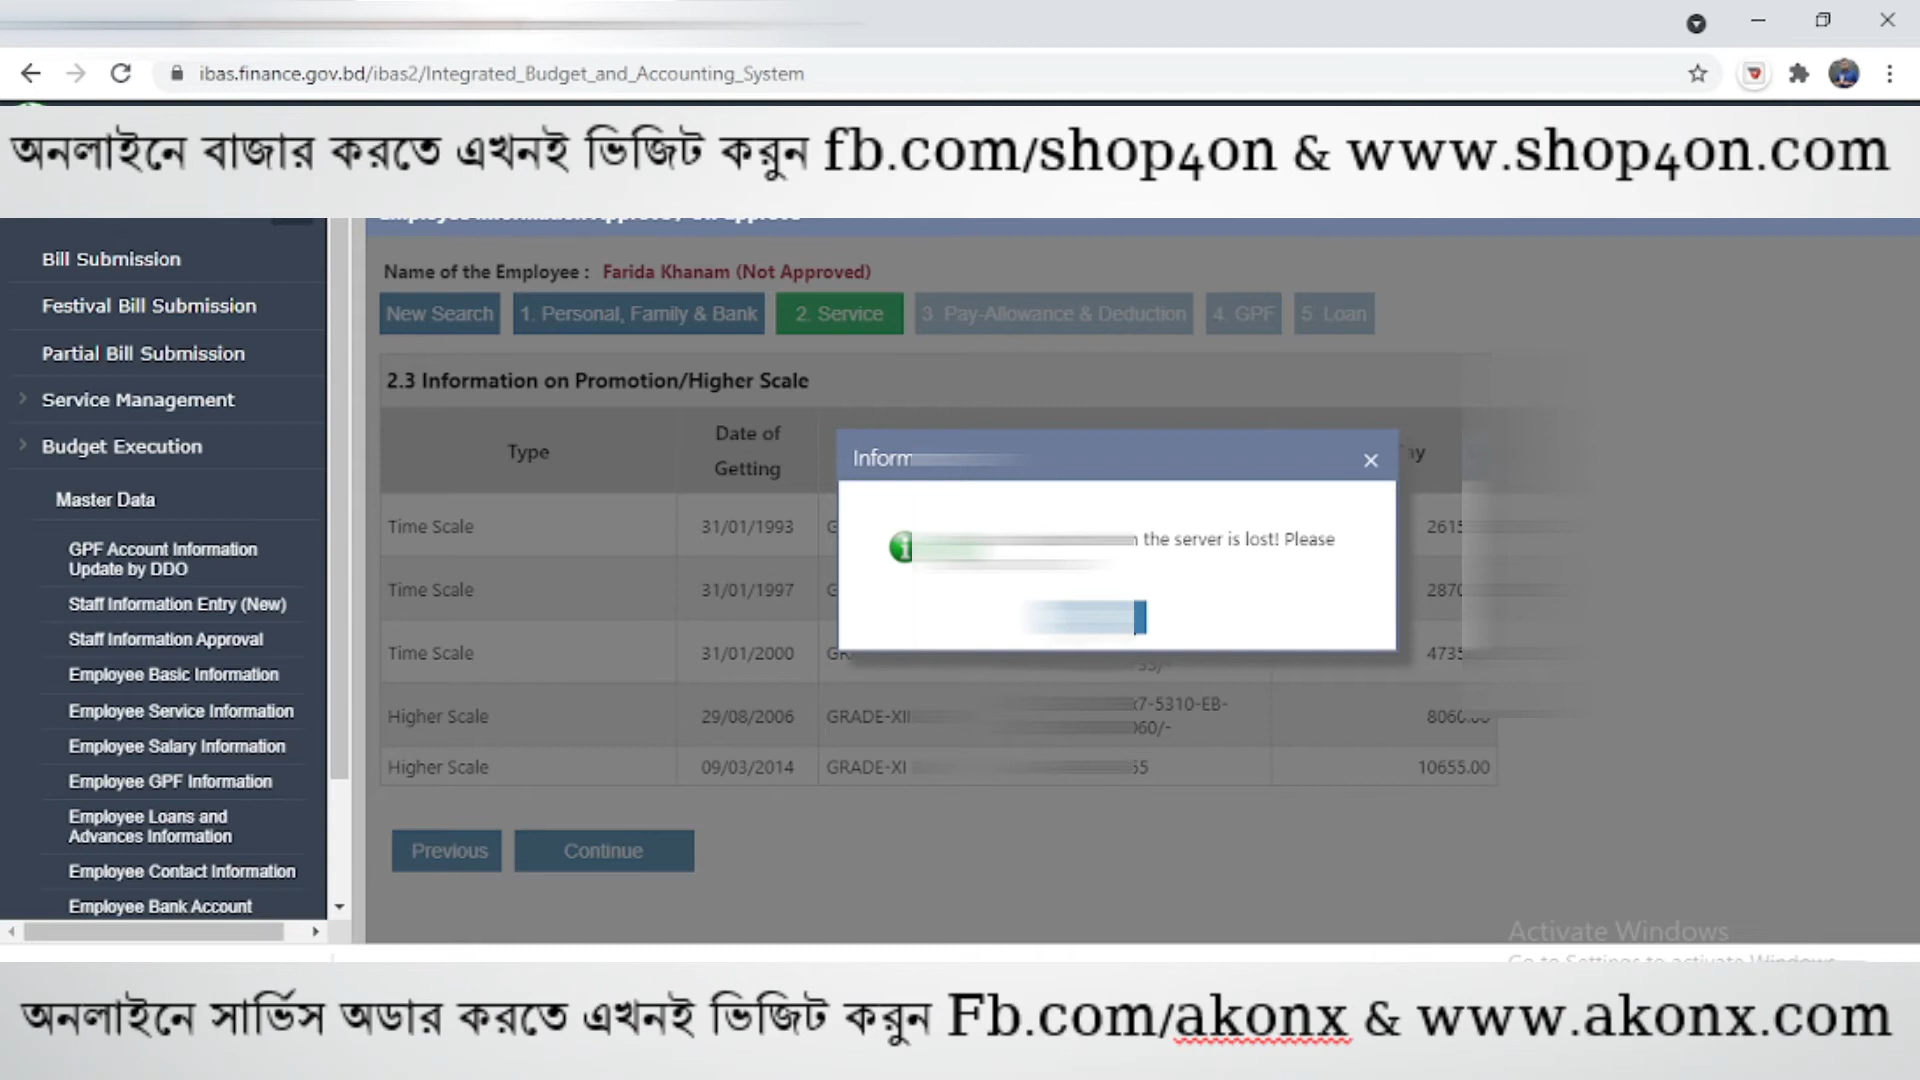 ibas.finance.gov.bd/ibas2/Integrated_Budget_and_Accounting_System
অনলাইনে বাজার করতে এখনই ভিজিট করুন fb.com/shop4on & www.shop4on.com
Bill Submission
Festival Bill Submission
Partial Bill Submission
Service Management
Budget Execution
Master Data
GPF Account Information
Update by DDO
Staff Information Entry (New)
Staff Information Approval
Employee Basic Information
Employee Service Information
Employee Salary Information
Employee GPF Information
Employee Loans and
Advances Information
Employee Contact Information
Employee Bank Account
Name of the Employee : Farida Khanam (Not Approved)
New Search 1. Personal, Family & Bank 2. Service 3. Pay-Allowance & Deduction 4. GPF 5. Loan
2.3 Information on Promotion/Higher Scale
Type
Date of
Getting
Time Scale 31/01/1993
Time Scale 31/01/1997
Time Scale 31/01/2000
Higher Scale 29/08/2006 GRADE-XII 7-5310-EB-
Higher Scale 09/03/2014 GRADE-XI 10655.00
Inform
the server is lost! Please
Previous Continue
Activate Windows
অনলাইনে সার্ভিস অডার করতে এখনই ভিজিট করুন Fb.com/akonx & www.akonx.com